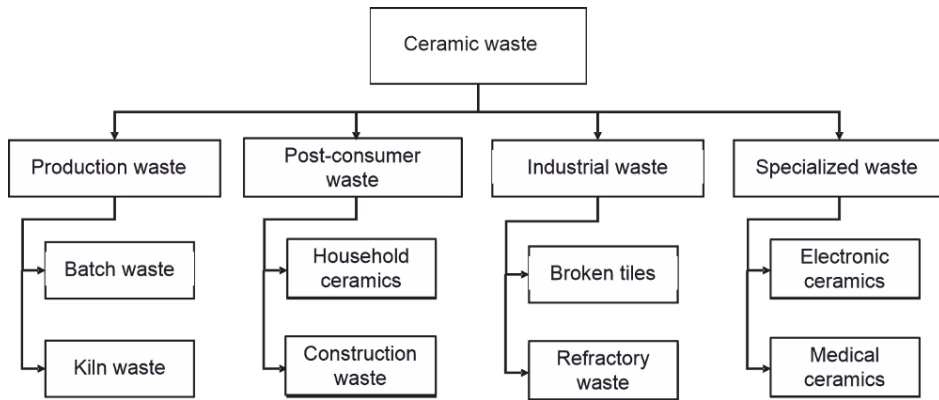 Ceramic waste
Production waste
Post-consumer
waste
Industrial waste
Specialized waste
Batch waste
Household
ceramics
Broken tiles
Electronic
ceramics
Kiln waste
Construction
waste
Refractory
waste
Medical
ceramics